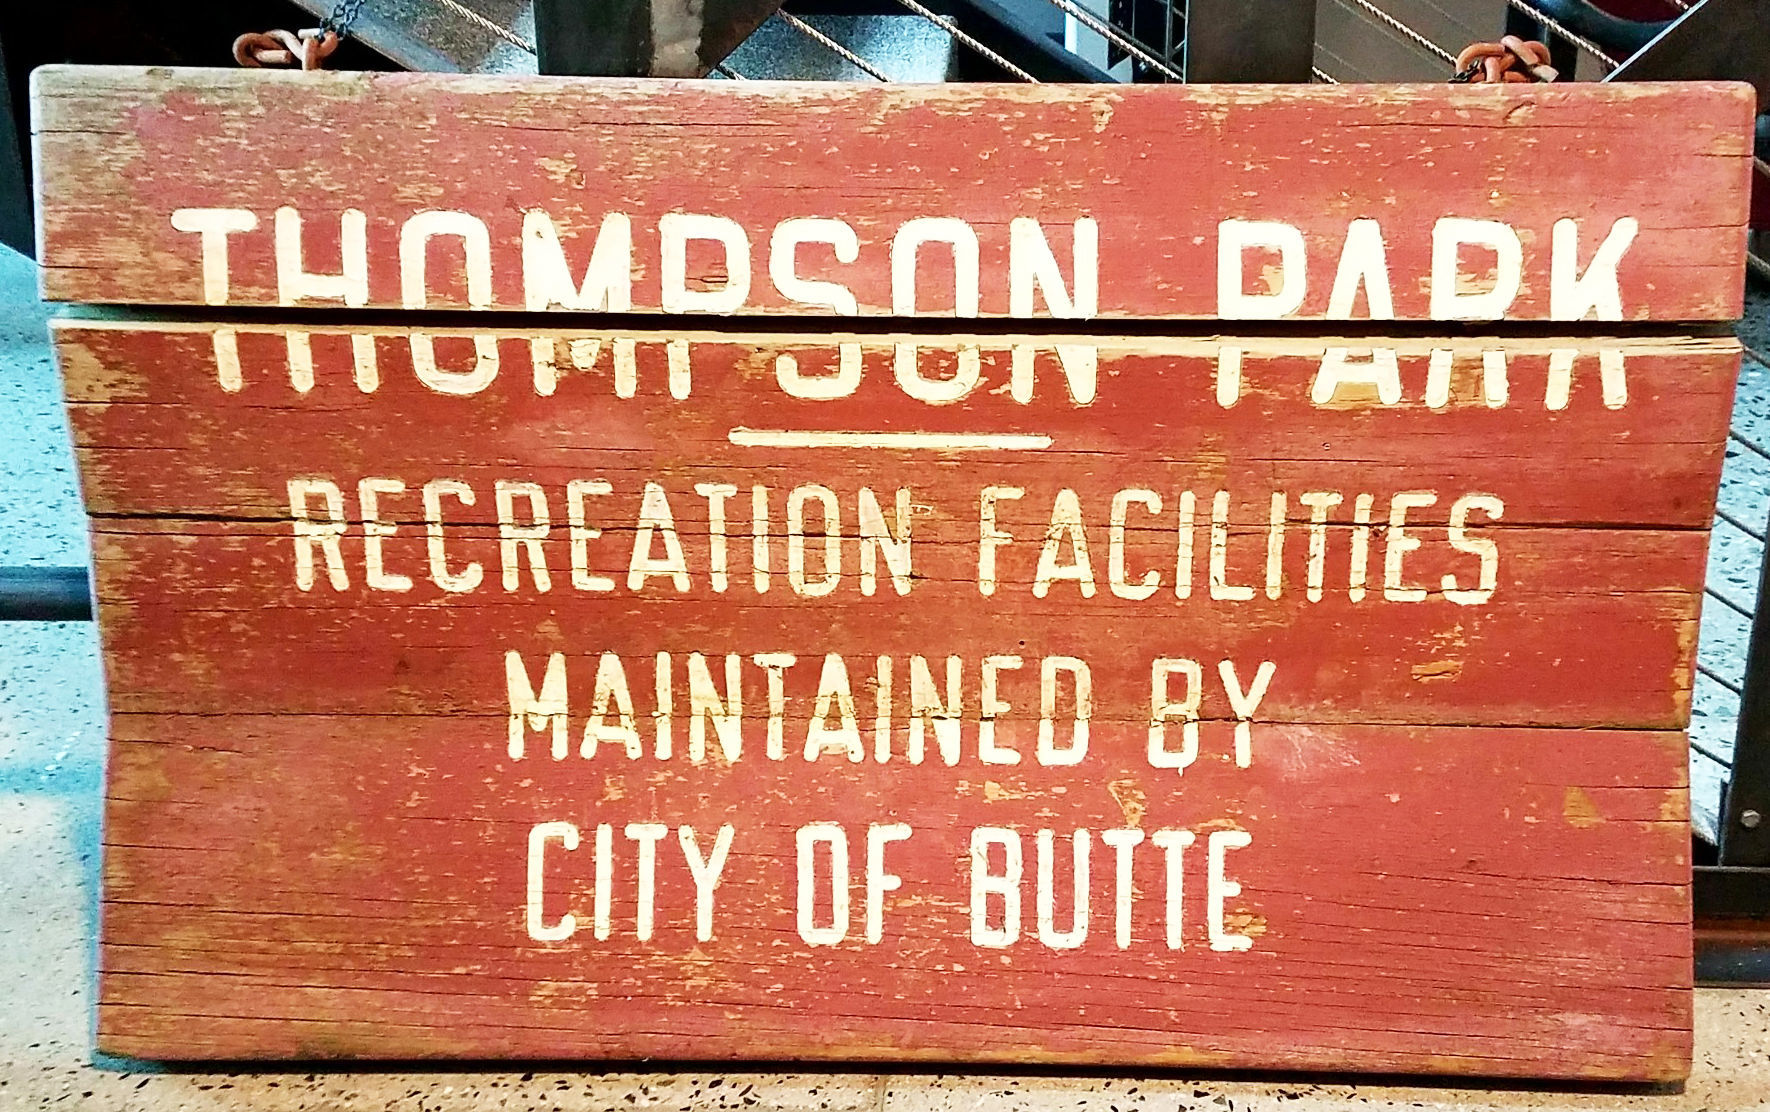 THOMPSON PARK
RECREATION FACILITIES
MAINTAINED BY
CITY OF BUTTE